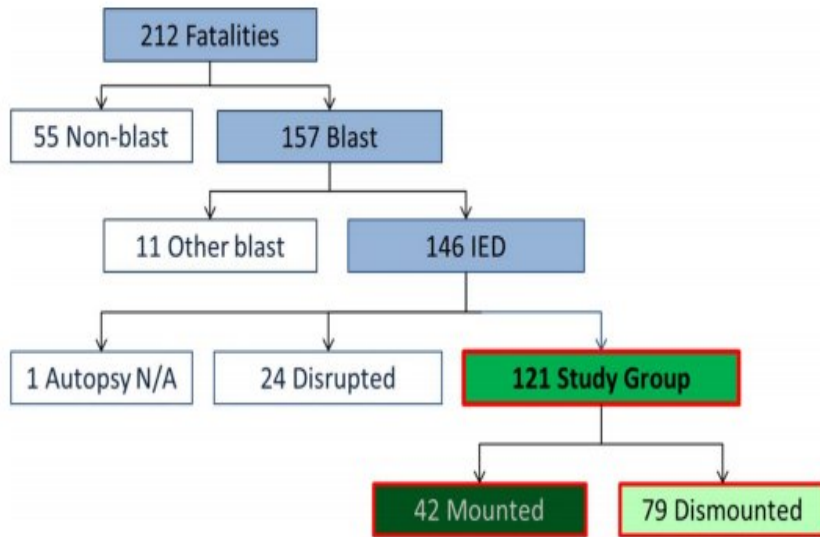 212 Fatalities
55 Non-blast
157 Blast
11 Other blast
146 IED
1 Autopsy N/A
24 Disrupted
121 Study Group
42 Mounted
79 Dismounted